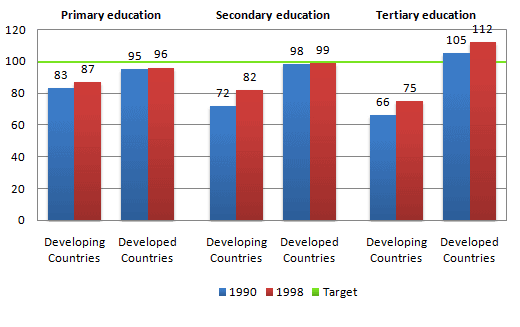 Primary education Secondary education Tertiary education
120
100
80
60
40
20
0
83 87 95 96 72 82 98 99 66 75 105 112
Developing Countries Developed Countries Developing Countries Developed Countries Developing Countries Developed Countries
1990 1998 Target